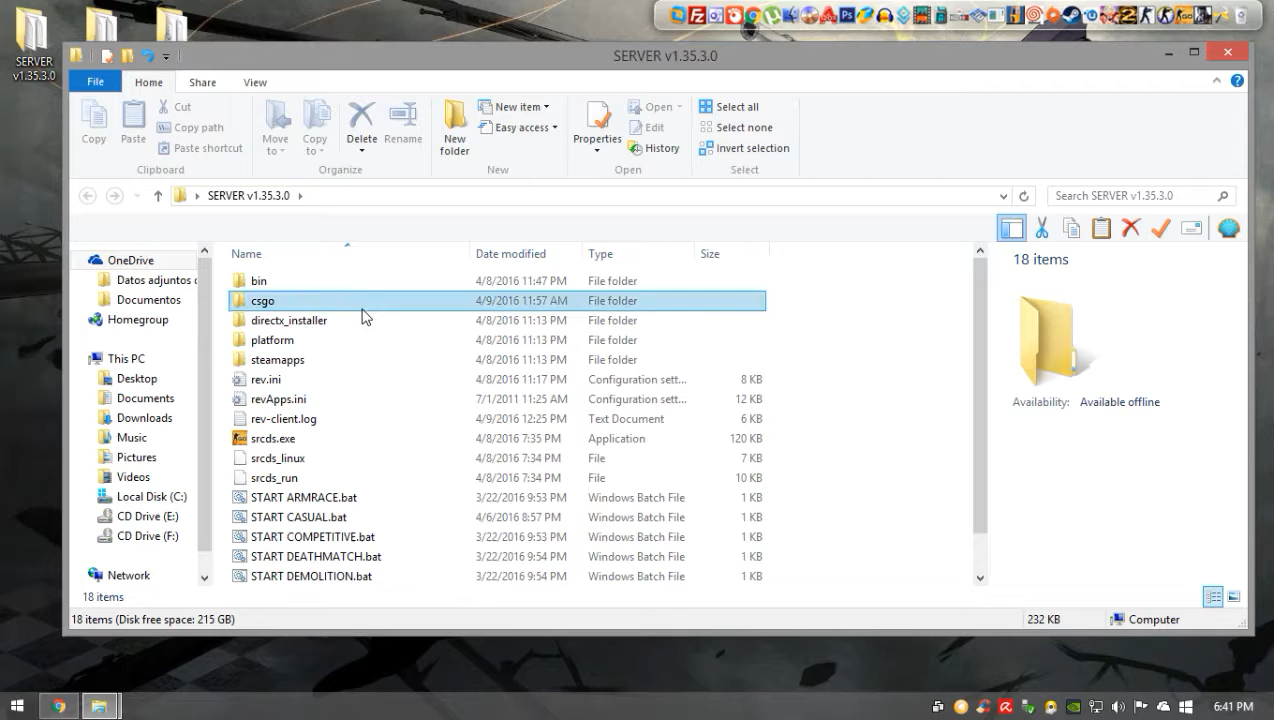 SERVER
v1.35.3.0
SERVER v1.35.3.0
File Home Share View
Copy
Paste
Cut
Copy path
Paste shortcut
Clipboard
Move to
Copy to
Delete
Rename
Organize
New folder
New item
Easy access
New
Properties
Open
Edit
History
Open
Select all
Select none
Invert selection
Select
SERVER v1.35.3.0
Search SERVER v1.35.3.0
OneDrive
Datos adjuntos
Documentos
Homegroup
This PC
Desktop
Documents
Downloads
Music
Pictures
Videos
Local Disk (C:)
CD Drive (E:)
CD Drive (F:)
Network
Name Date modified Type Size
bin 4/8/2016 11:47 PM File folder
csgo 4/9/2016 11:57 AM File folder
directx_installer 4/8/2016 11:13 PM File folder
platform 4/8/2016 11:13 PM File folder
steamapps 4/8/2016 11:13 PM File folder
rev.ini 4/8/2016 11:17 PM Configuration sett... 8 KB
revApps.ini 7/1/2011 11:25 AM Configuration sett... 12 KB
rev-client.log 4/9/2016 12:25 PM Text Document 6 KB
srcds.exe 4/8/2016 7:35 PM Application 120 KB
srcds_linux 4/8/2016 7:34 PM File 7 KB
srcds_run 4/8/2016 7:34 PM File 10 KB
START ARMRACE.bat 3/22/2016 9:53 PM Windows Batch File 1 KB
START CASUAL.bat 4/6/2016 8:57 PM Windows Batch File 1 KB
START COMPETITIVE.bat 3/22/2016 9:53 PM Windows Batch File 1 KB
START DEATHMATCH.bat 3/22/2016 9:54 PM Windows Batch File 1 KB
START DEMOLITION.bat 3/22/2016 9:54 PM Windows Batch File 1 KB
18 items
Availability: Available offline
18 items
18 items (Disk free space: 215 GB) 232 KB Computer
6:41 PM